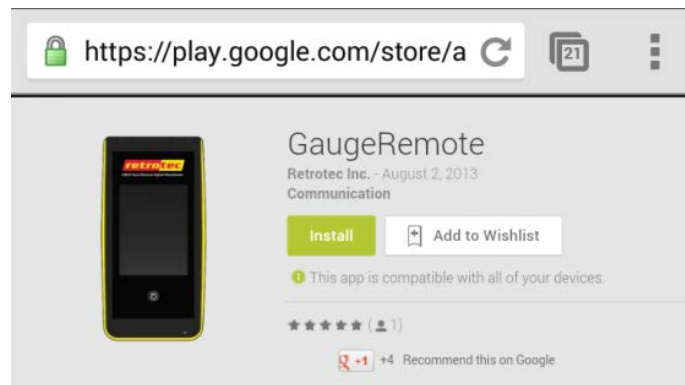 https://play.google.com/store/a
21
retrotec
GaugeRemote
Retrotec Inc. - August 2, 2013
Communication
Install
Add to Wishlist
This app is compatible with all of your devices.
(1)
+1 +4 Recommend this on Google